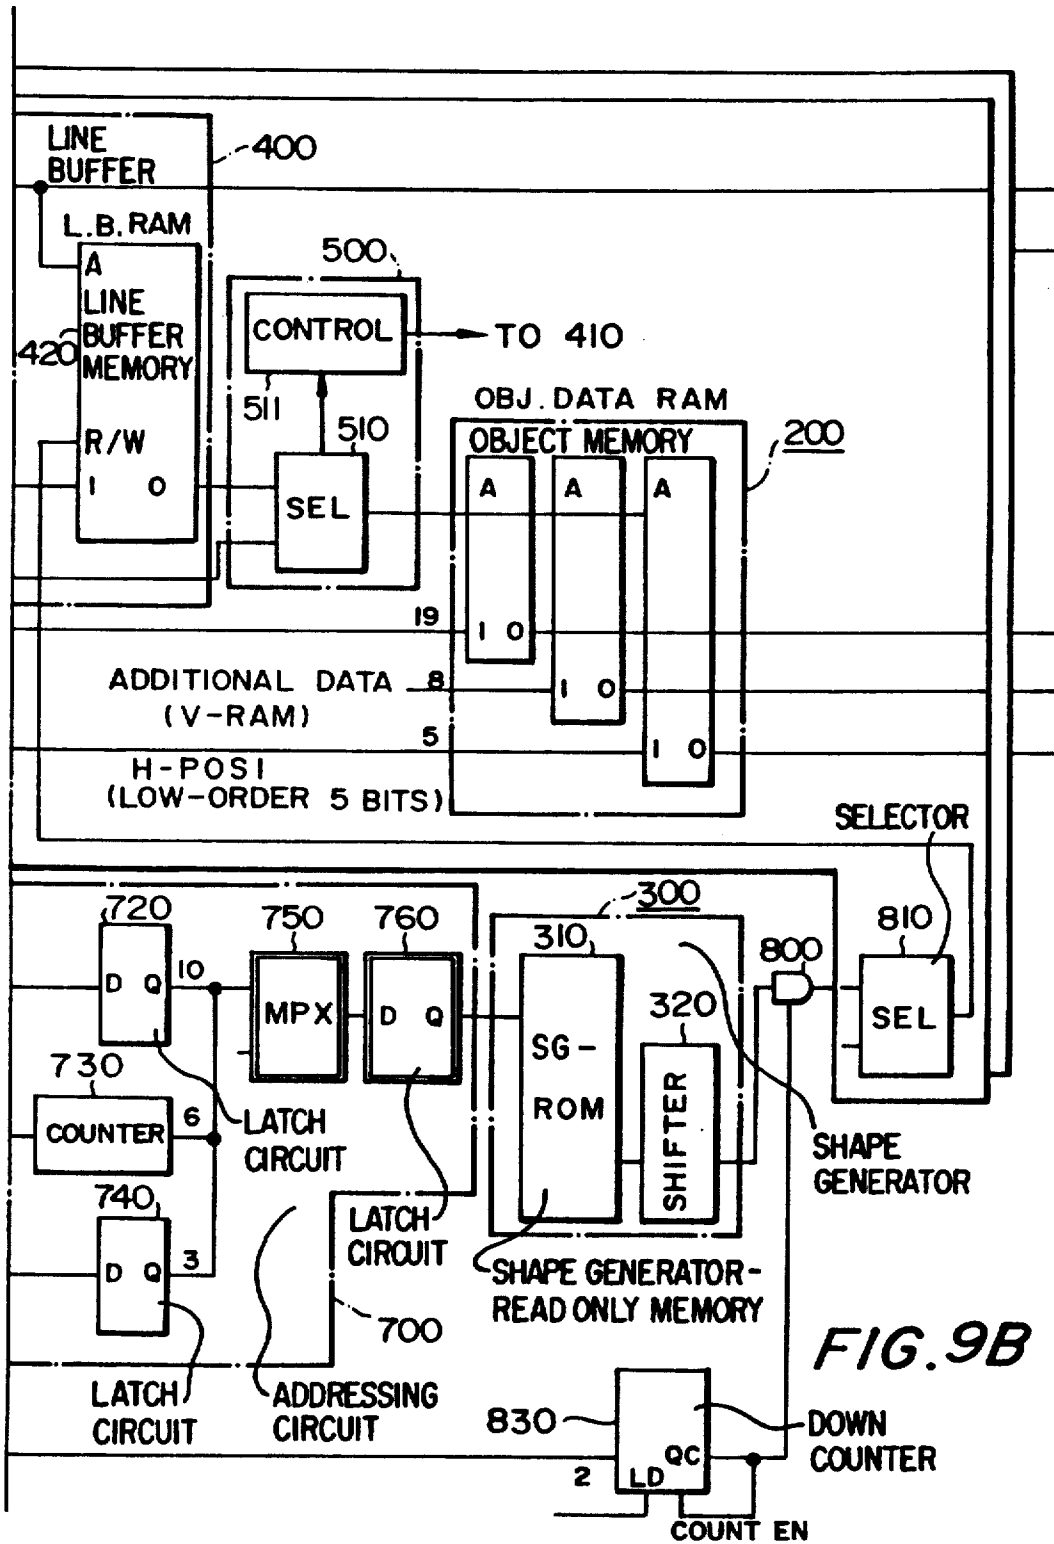 LINE
BUFFER
400
L.B. RAM
A
LINE
BUFFER
MEMORY
420
R/W
I O
500
CONTROL
TO 410
511
510
SEL
OBJ. DATA RAM
OBJECT MEMORY
200
A A A
19
I O
ADDITIONAL DATA
8
(V-RAM)
I O
5
I O
H-POSI
(LOW-ORDER 5 BITS)
SELECTOR
720
750
760
300
310
800
810
D Q
10
MPX
D Q
SG-
ROM
320
SHIFTER
SEL
730
COUNTER
6
LATCH
CIRCUIT
SHAPE
GENERATOR
740
D Q
3
LATCH
CIRCUIT
SHAPE GENERATOR-
READ ONLY MEMORY
700
FIG. 9B
LATCH
CIRCUIT
ADDRESSING
CIRCUIT
830
DOWN
COUNTER
2
LD
QC
COUNT EN